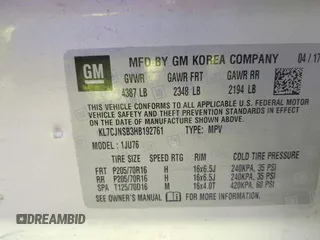 GM
MFD BY GM KOREA COMPANY 04 / 17
GVWR GAWR FRT GAWR RR
4387 LB 2348 LB 2194 LB
THIS VEHICLE CONFORMS TO ALL APPLICABLE
U.S. FEDERAL MOTOR VEHICLE SAFETY, BUMPER, AND
THEFT PREVENTION STANDARDS IN EFFECT ON THE
DATE OF MANUFACTURE SHOWN ABOVE.
KL7CJNSB3HB192761 TYPE: MPV
MODEL: 1JU76
TIRE SIZE SPEED RTG RIM COLD TIRE PRESSURE
FRT P205/70R16 H 16x6.5J 240KPA, 35 PSI
RR P205/70R16 H 16x6.5J 240KPA, 35 PSI
SPA T125/70D16 M 16x4.0T 420KPA, 60 PSI
SEE OWNER'S MANUAL FOR ADDITIONAL INFORMATION.
DREAMBID